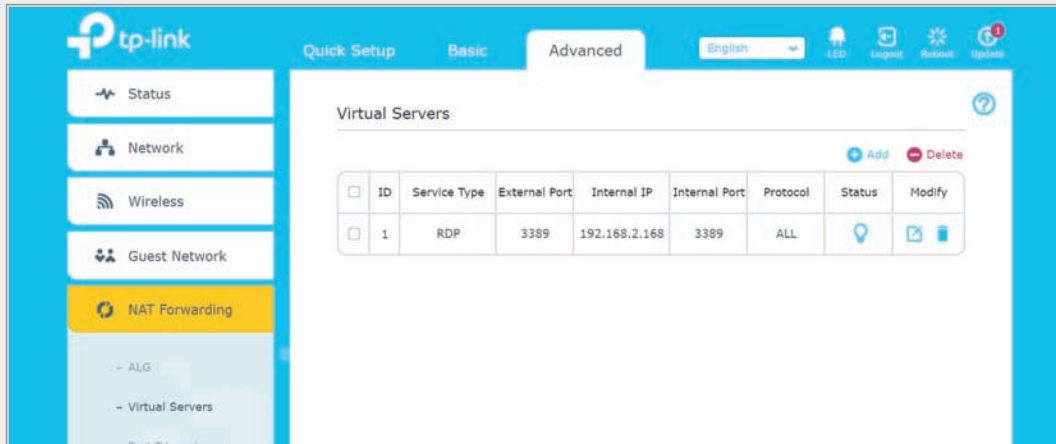 tp-link
Quick Setup Basic Advanced English LED Logout Reboot Update 1
Status
Network
Wireless
Guest Network
NAT Forwarding
- ALG
- Virtual Servers
Virtual Servers
Add Delete
ID Service Type External Port Internal IP Internal Port Protocol Status Modify
1 RDP 3389 192.168.2.168 3389 ALL